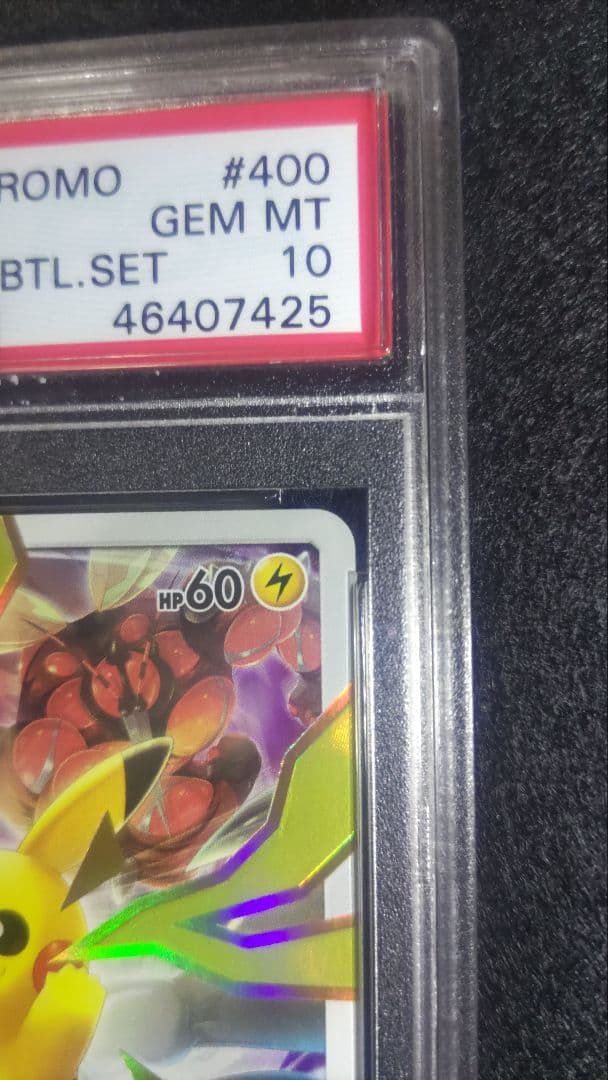 ROMO #400
GEM MT
BTL.SET 10
46407425
HP60